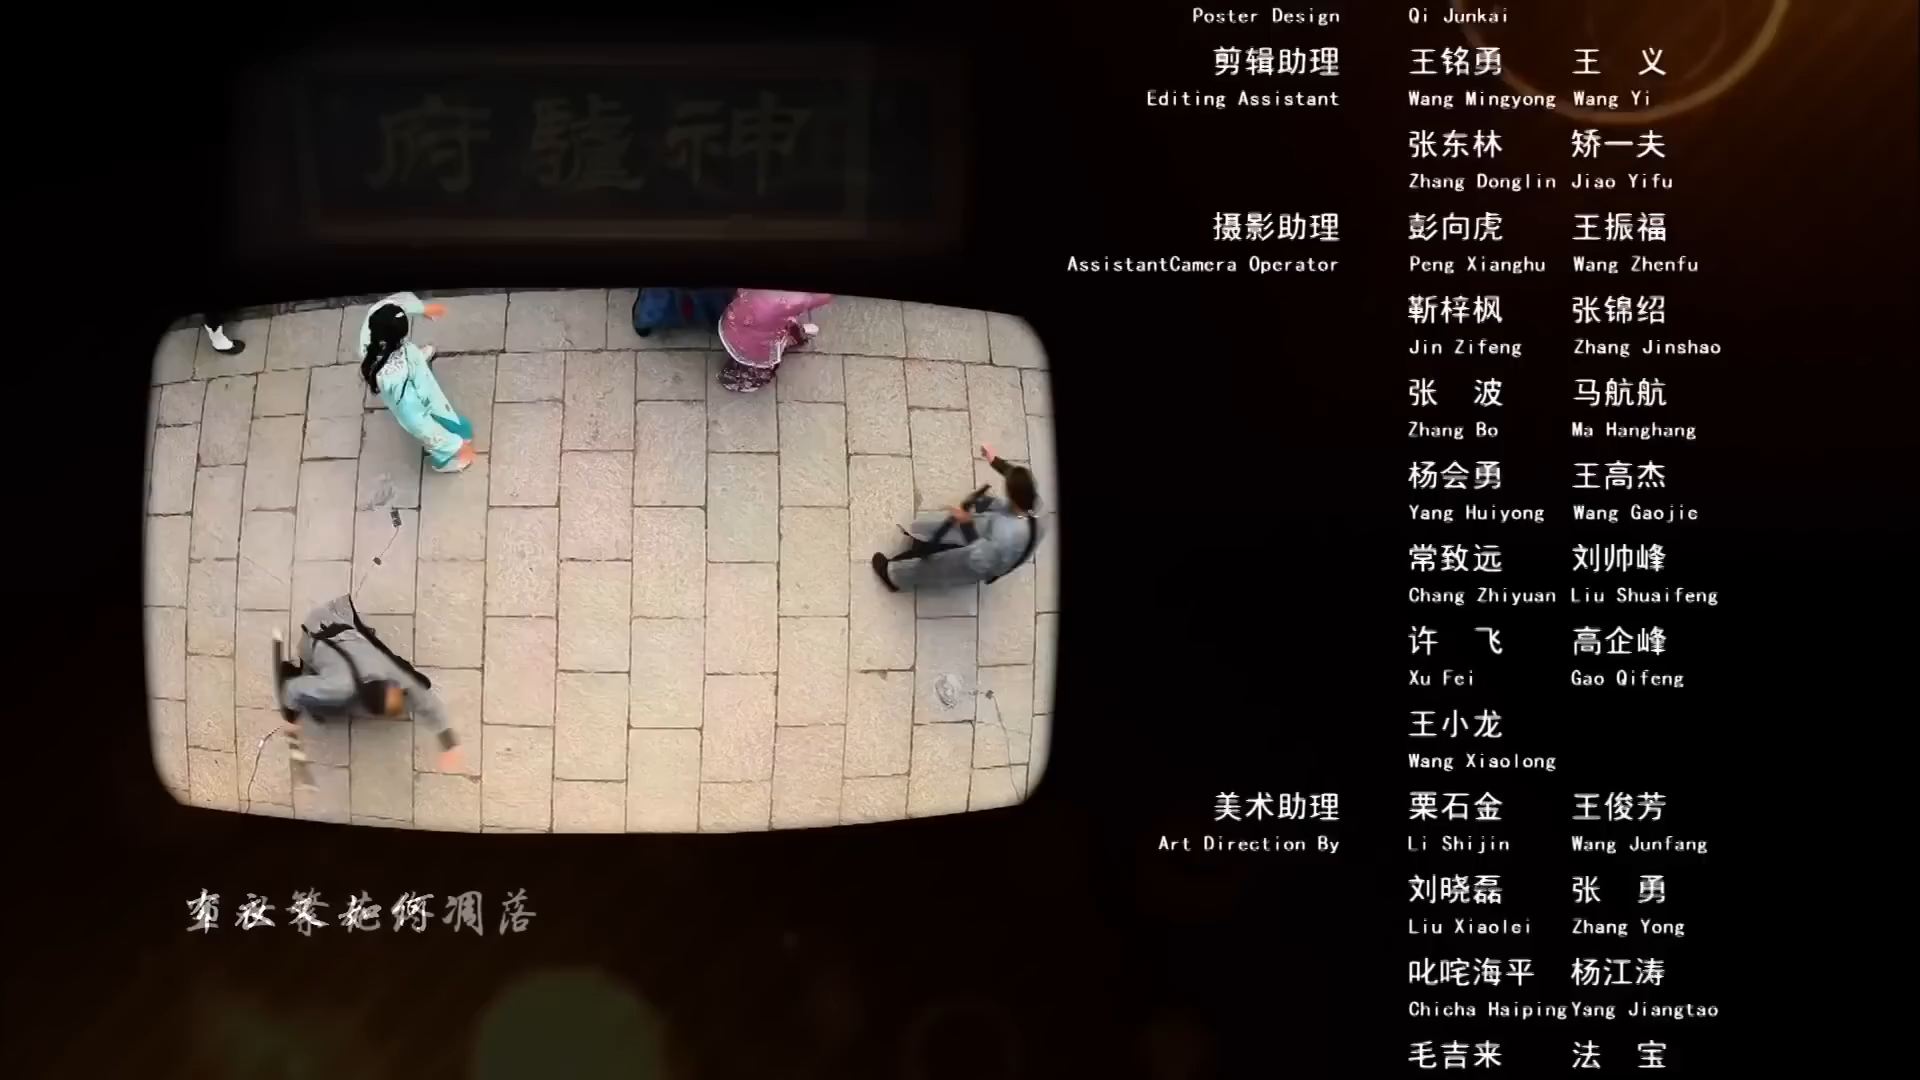 神驢府
Poster Design Qi Junkai
剪辑助理 王铭勇 王 义
Editing Assistant Wang Mingyong Wang Yi
张东林 矫一夫
Zhang Donglin Jiao Yifu
摄影助理 彭向虎 王振福
AssistantCamera Operator Peng Xianghu Wang Zhenfu
靳梓枫 张锦绍
Jin Zifeng Zhang Jinshao
张 波 马航航
Zhang Bo Ma Hanghang
杨会勇 王高杰
Yang Huiyong Wang Gaojie
常致远 刘帅峰
Chang Zhiyuan Liu Shuaifeng
许 飞 高企峰
Xu Fei Gao Qifeng
王小龙
Wang Xiaolong
美术助理 栗石金 王俊芳
Art Direction By Li Shijin Wang Junfang
刘晓磊 张 勇
Liu Xiaolei Zhang Yong
叱咤海平 杨江涛
Chicha Haiping Yang Jiangtao
毛吉来 法 宝